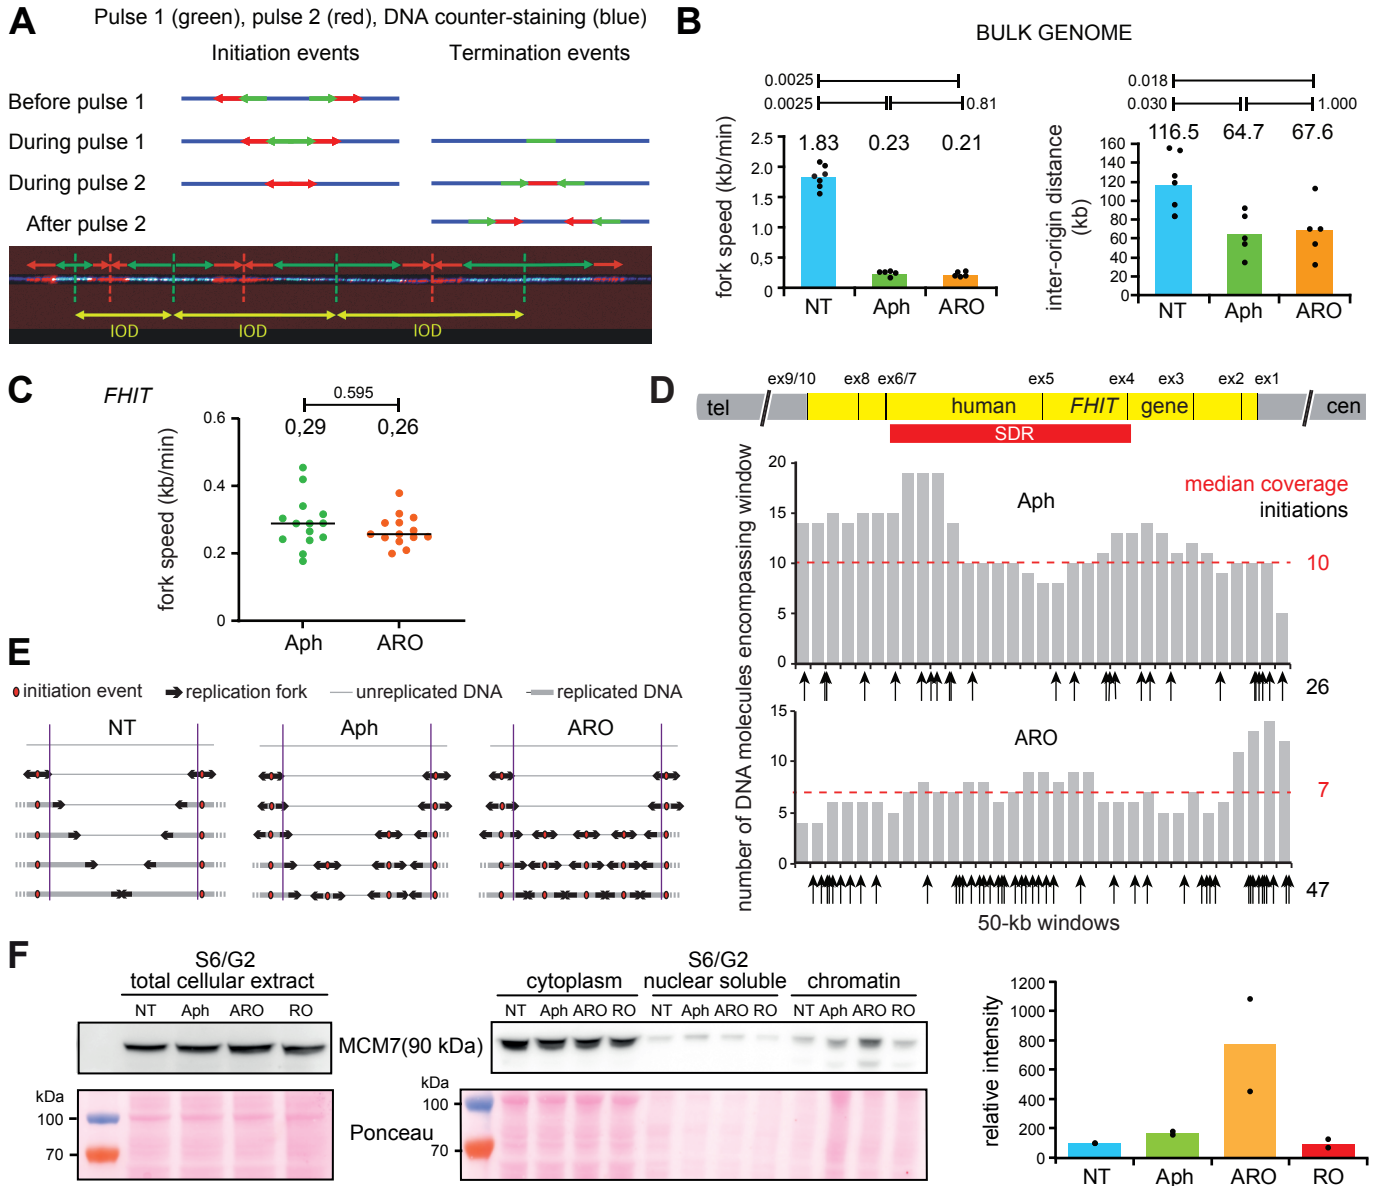 A
Pulse 1 (green), pulse 2 (red), DNA counter-staining (blue)
Initiation events
Termination events
Before pulse 1
During pulse 1
During pulse 2
After pulse 2
IOD
IOD
IOD
B
BULK GENOME
0.0025
0.0025
0.81
1.83
0.23
0.21
fork speed (kb/min)
2.5
2.0
1.5
1.0
0,5
0
NT
Aph
ARO
0.018
0.030
1.000
116.5
64.7
67.6
inter-origin distance
(kb)
160
140
120
100
80
60
40
20
0
NT
Aph
ARO
C
FHIT
0.595
0,29
0,26
fork speed (kb/min)
0.6
0.4
0.2
0
Aph
ARO
D
ex9/10
ex8
ex6/7
ex5
ex4
ex3
ex2
ex1
tel
human
FHIT
gene
cen
SDR
number of DNA molecules encompassing window
20
15
10
5
0
Aph
median coverage
initiations
10
26
15
10
5
0
ARO
7
47
50-kb windows
E
initiation event
replication fork
unreplicated DNA
replicated DNA
NT
Aph
ARO
F
S6/G2
total cellular extract
NT Aph ARO RO
MCM7(90 kDa)
kDa
100
70
Ponceau
S6/G2
cytoplasm
nuclear soluble
chromatin
NT Aph ARO RO
NT Aph ARO RO
NT Aph ARO RO
kDa
100
70
relative intensity
1200
1000
800
600
400
200
0
NT
Aph
ARO
RO